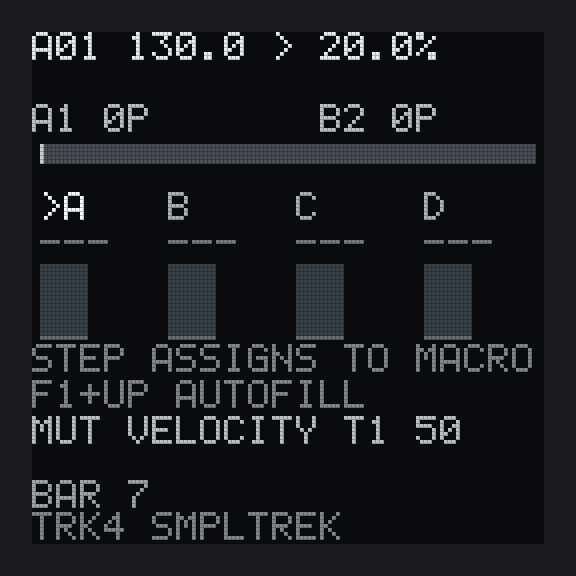 A01 130.0 > 20.0%
A1 0P B2 0P
>A B C D
--- --- --- ---
STEP ASSIGNS TO MACRO
F1+UP AUTOFILL
MUT VELOCITY T1 50
BAR 7
TRK4 SMPLTREK